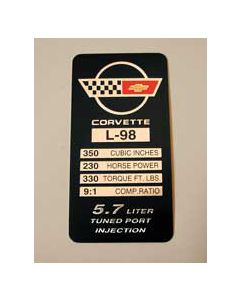 CORVETTE
L-98
350 CUBIC INCHES
230 HORSE POWER
330 TORQUE FT. LBS
9:1 COMP. RATIO
5.7 LITER
TUNED PORT
INJECTION